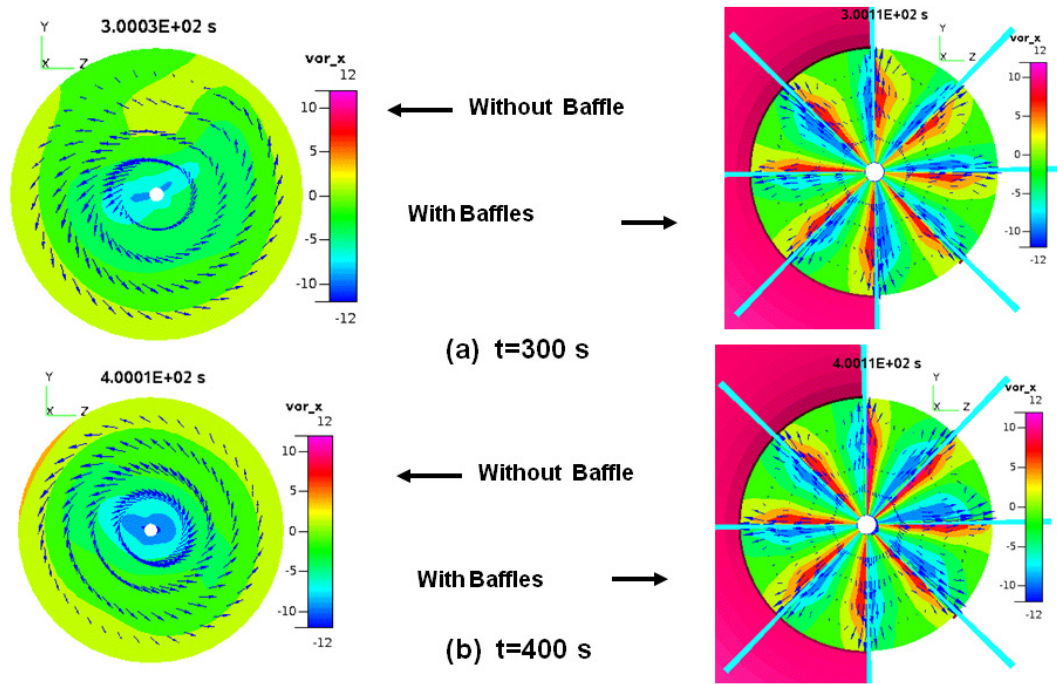 Y
X Z
3.0003E+02 s
vor_x
12
10
5
0
-5
-10
-12
Without Baffle
With Baffles
3.0011E+02 s
Y
X Z
vor_x
12
10
5
0
-5
-10
-12
(a) t=300 s
4.0001E+02 s
Y
X Z
vor_x
12
10
5
0
-5
-10
-12
Without Baffle
With Baffles
4.0011E+02 s
Y
X Z
vor_x
12
10
5
0
-5
-10
-12
(b) t=400 s